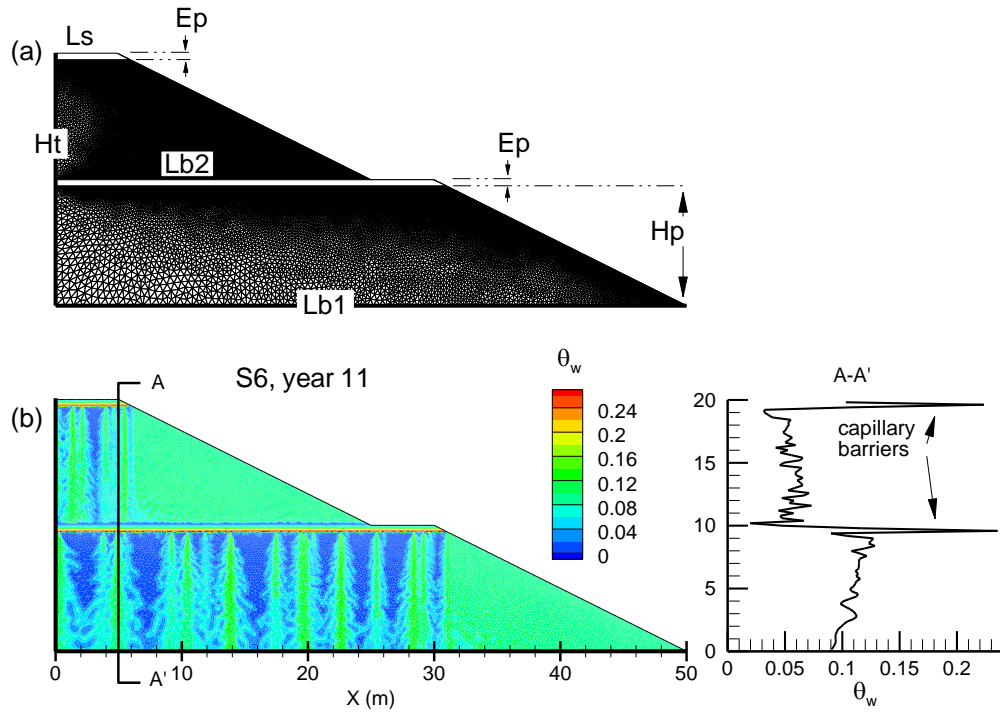 (a)
Ls
Ep
Ht
Lb2
Ep
Hp
Lb1
(b)
A
S6, year 11
θw
0.24
0.2
0.16
0.12
0.08
0.04
0
A'
0 10 20 30 40 50
X (m)
A-A'
capillary
barriers
20
15
10
5
0
0 0.05 0.1 0.15 0.2
θw